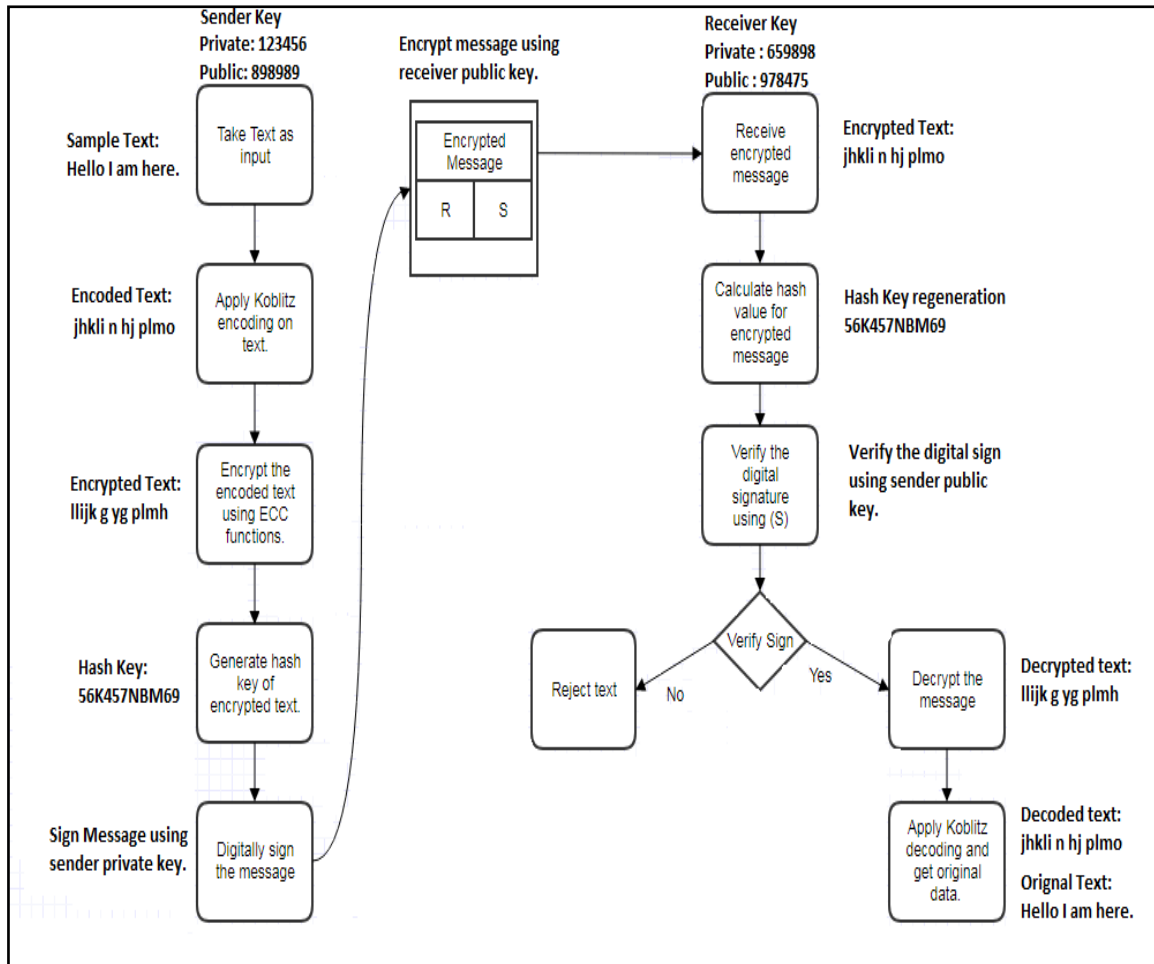 Sender Key
Private: 123456
Public: 898989
Sample Text:
Hello I am here.
Take Text as
input
Encoded Text:
jhkli n hj plmo
Apply Koblitz
encoding on
text.
Encrypted Text:
llijk g yg plmh
Encrypt the
encoded text
using ECC
functions.
Hash Key:
56K457NBM69
Generate hash
key of
encrypted text.
Sign Message using
sender private key.
Digitally sign
the message
Encrypt message using
receiver public key.
Encrypted
Message
R
S
Receiver Key
Private : 659898
Public : 978475
Receive
encrypted
message
Encrypted Text:
jhkli n hj plmo
Calculate hash
value for
encrypted
message
Hash Key regeneration
56K457NBM69
Verify the
digital
signature
using (S)
Verify the digital sign
using sender public
key.
Verify Sign
No
Yes
Reject text
Decrypt the
message
Decrypted text:
llijk g yg plmh
Apply Koblitz
decoding and
get original
data.
Decoded text:
jhkli n hj plmo
Orignal Text:
Hello I am here.